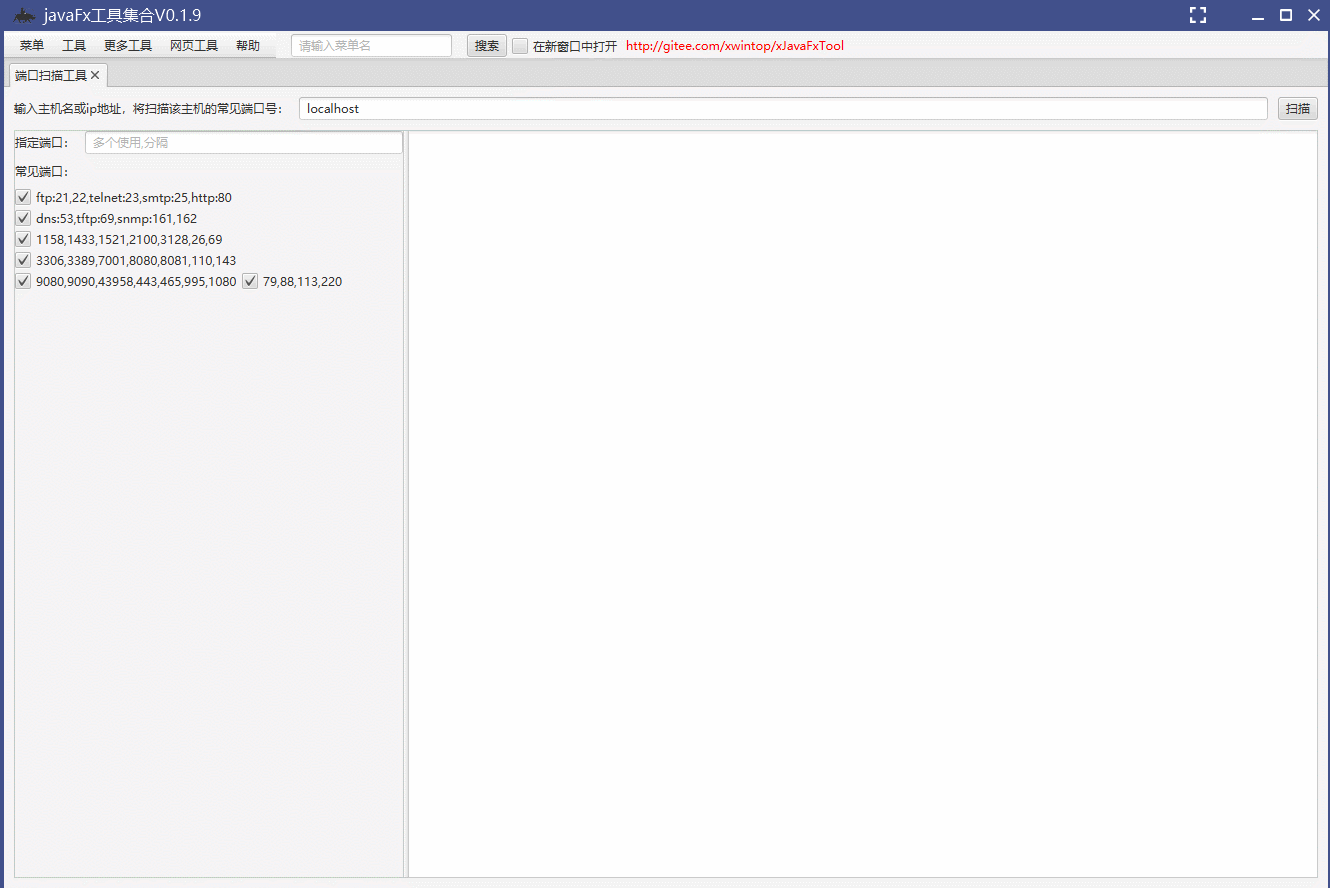 javaFx工具集合V0.1.9
菜单 工具 更多工具 网页工具 帮助 请输入菜单名 搜索 在新窗口中打开 http://gitee.com/xwintop/xJavaFxTool
端口扫描工具
输入主机名或ip地址，将扫描该主机的常见端口号： localhost 扫描
指定端口： 多个使用,分隔
常见端口：
ftp:21,22,telnet:23,smtp:25,http:80
dns:53,tftp:69,snmp:161,162
1158,1433,1521,2100,3128,26,69
3306,3389,7001,8080,8081,110,143
9080,9090,43958,443,465,995,1080 79,88,113,220